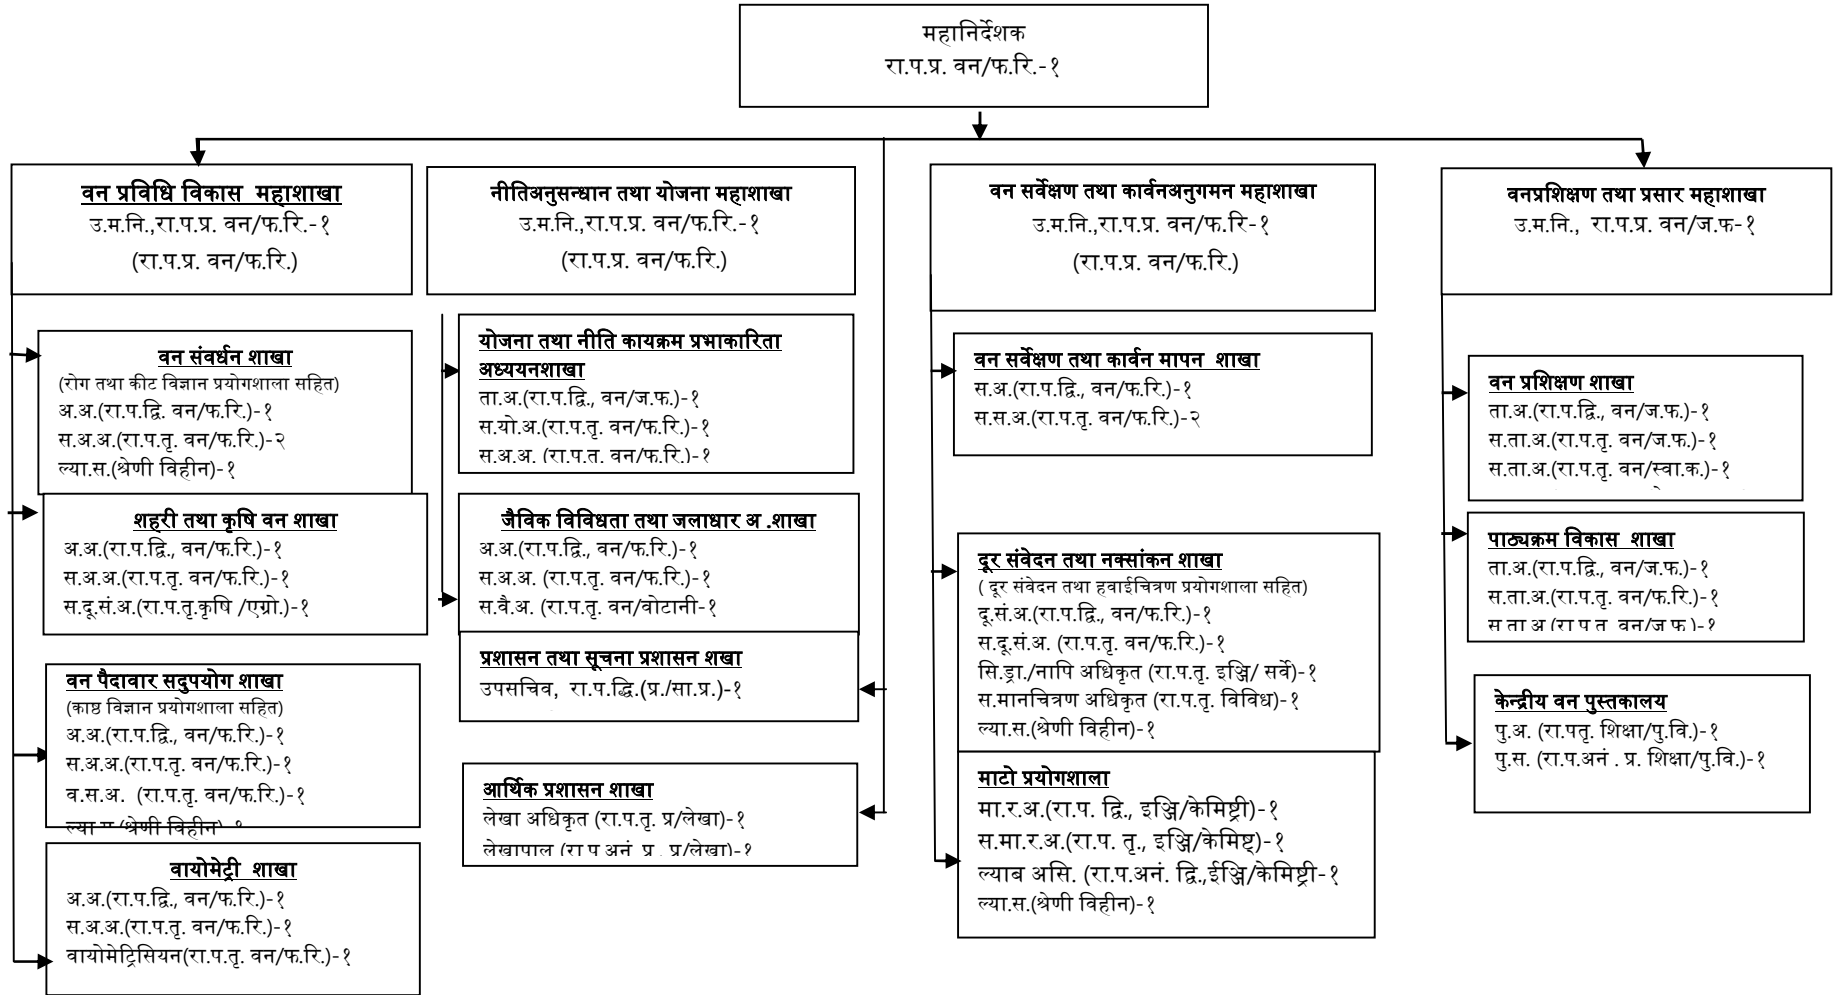 महानिर्देशक
रा.प.प्र. वन/फ.रि.-१
वन प्रविधि विकास महाशाखा
उ.म.नि.,रा.प.प्र. वन/फ.रि.-१
(रा.प.प्र. वन/फ.रि.)
वन संवर्धन शाखा
(रोग तथा कीट विज्ञान प्रयोगशाला सहित)
अ.अ.(रा.प.द्वि. वन/फ.रि.)-१
स.अ.अ.(रा.प.तृ. वन/फ.रि.)-२
ल्या.स.(श्रेणी विहीन)-१
शहरी तथा कृषि वन शाखा
अ.अ.(रा.प.द्वि., वन/फ.रि.)-१
स.अ.अ.(रा.प.तृ. वन/फ.रि.)-१
स.दू.सं.अ.(रा.प.तृ.कृषि /एग्रो.)-१
वन पैदावार सदुपयोग शाखा
(काष्ठ विज्ञान प्रयोगशाला सहित)
अ.अ.(रा.प.द्वि., वन/फ.रि.)-१
स.अ.अ.(रा.प.तृ. वन/फ.रि.)-१
व.स.अ. (रा.प.तृ. वन/फ.रि.)-१
ल्या.स.(श्रेणी विहीन)-१
वायोमेट्री शाखा
अ.अ.(रा.प.द्वि., वन/फ.रि.)-१
स.अ.अ.(रा.प.तृ. वन/फ.रि.)-१
वायोमेट्रिसियन(रा.प.तृ. वन/फ.रि.)-१
नीतिअनुसन्धान तथा योजना महाशाखा
उ.म.नि.,रा.प.प्र. वन/फ.रि.-१
(रा.प.प्र. वन/फ.रि.)
योजना तथा नीति कायक्रम प्रभाकारिता
अध्ययनशाखा
ता.अ.(रा.प.द्वि., वन/ज.फ.)-१
स.यो.अ.(रा.प.तृ. वन/फ.रि.)-१
स.अ.अ. (रा.प.तृ. वन/फ.रि.)-१
जैविक विविधता तथा जलाधार अ .शाखा
अ.अ.(रा.प.द्वि., वन/फ.रि.)-१
स.अ.अ. (रा.प.तृ. वन/फ.रि.)-१
स.वै.अ. (रा.प.तृ. वन/वोटानी-१
प्रशासन तथा सूचना प्रशासन शखा
उपसचिव, रा.प.द्धि.(प्र./सा.प्र.)-१
आर्थिक प्रशासन शाखा
लेखा अधिकृत (रा.प.तृ. प्र/लेखा)-१
लेखापाल (रा.प.अनं. प्र . प्र/लेखा)-१
वन सर्वेक्षण तथा कार्वनअनुगमन महाशाखा
उ.म.नि.,रा.प.प्र. वन/फ.रि-१
(रा.प.प्र. वन/फ.रि.)
वन सर्वेक्षण तथा कार्वन मापन शाखा
स.अ.(रा.प.द्वि., वन/फ.रि.)-१
स.स.अ.(रा.प.तृ. वन/फ.रि.)-२
दूर संवेदन तथा नक्सांकन शाखा
( दूर संवेदन तथा हवाईचित्रण प्रयोगशाला सहित)
दू.सं.अ.(रा.प.द्वि., वन/फ.रि.)-१
स.दू.सं.अ. (रा.प.तृ. वन/फ.रि.)-१
सि.ड्रा./नापि अधिकृत (रा.प.तृ. इञ्जि/ सर्वे)-१
स.मानचित्रण अधिकृत (रा.प.तृ. विविध)-१
ल्या.स.(श्रेणी विहीन)-१
माटो प्रयोगशाला
मा.र.अ.(रा.प. द्वि., इञ्जि/केमिष्ट्री)-१
स.मा.र.अ.(रा.प. तृ., इञ्जि/केमिष्ट्)-१
ल्याब असि. (रा.प.अनं. द्वि.,ईञ्जि/केमिष्ट्री-१
ल्या.स.(श्रेणी विहीन)-१
वनप्रशिक्षण तथा प्रसार महाशाखा
उ.म.नि., रा.प.प्र. वन/ज.फ-१
वन प्रशिक्षण शाखा
ता.अ.(रा.प.द्वि., वन/ज.फ.)-१
स.ता.अ.(रा.प.तृ. वन/ज.फ.)-१
स.ता.अ.(रा.प.तृ. वन/स्वा.क.)-१
पाठ्यक्रम विकास शाखा
ता.अ.(रा.प.द्वि., वन/ज.फ.)-१
स.ता.अ.(रा.प.तृ. वन/फ.रि.)-१
स.ता.अ.(रा.प.तृ. वन/ज.फ.)-१
केन्द्रीय वन पुस्तकालय
पु.अ. (रा.पतृ. शिक्षा/पु.वि.)-१
पु.स. (रा.प.अनं . प्र. शिक्षा/पु.वि.)-१